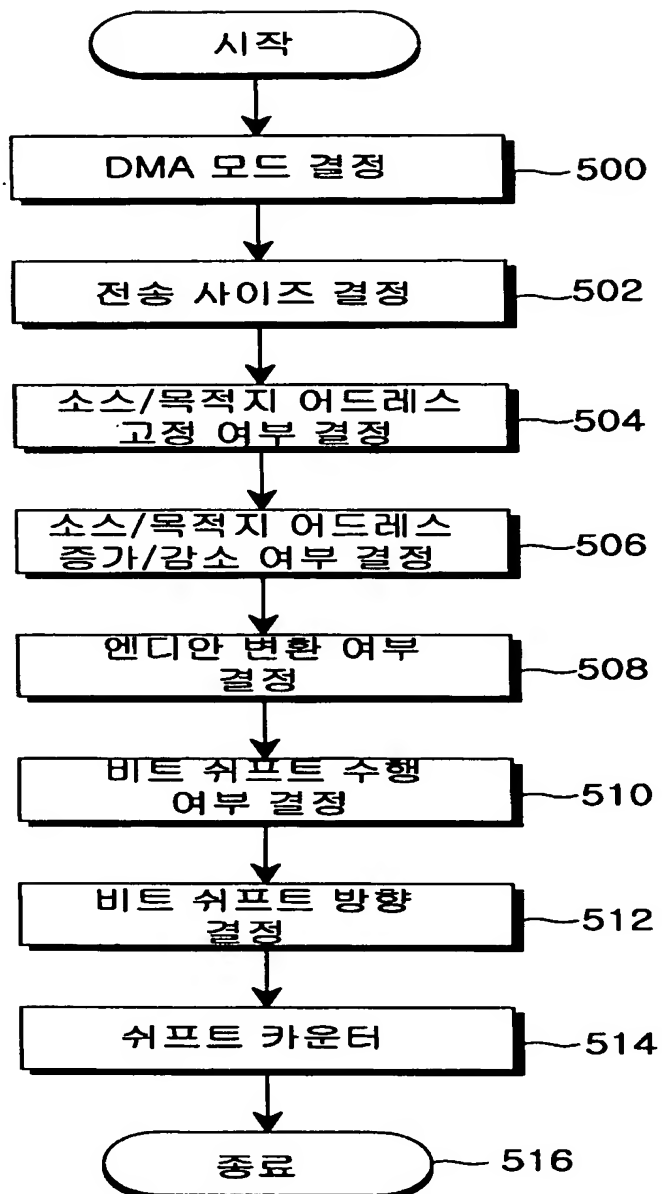 시작
DMA 모드 결정
500
전송 사이즈 결정
502
소스/목적지 어드레스
고정 여부 결정
504
소스/목적지 어드레스
증가/감소 여부 결정
506
엔디안 변환 여부
결정
508
비트 쉬프트 수행
여부 결정
510
비트 쉬프트 방향
결정
512
쉬프트 카운터
514
종료
516